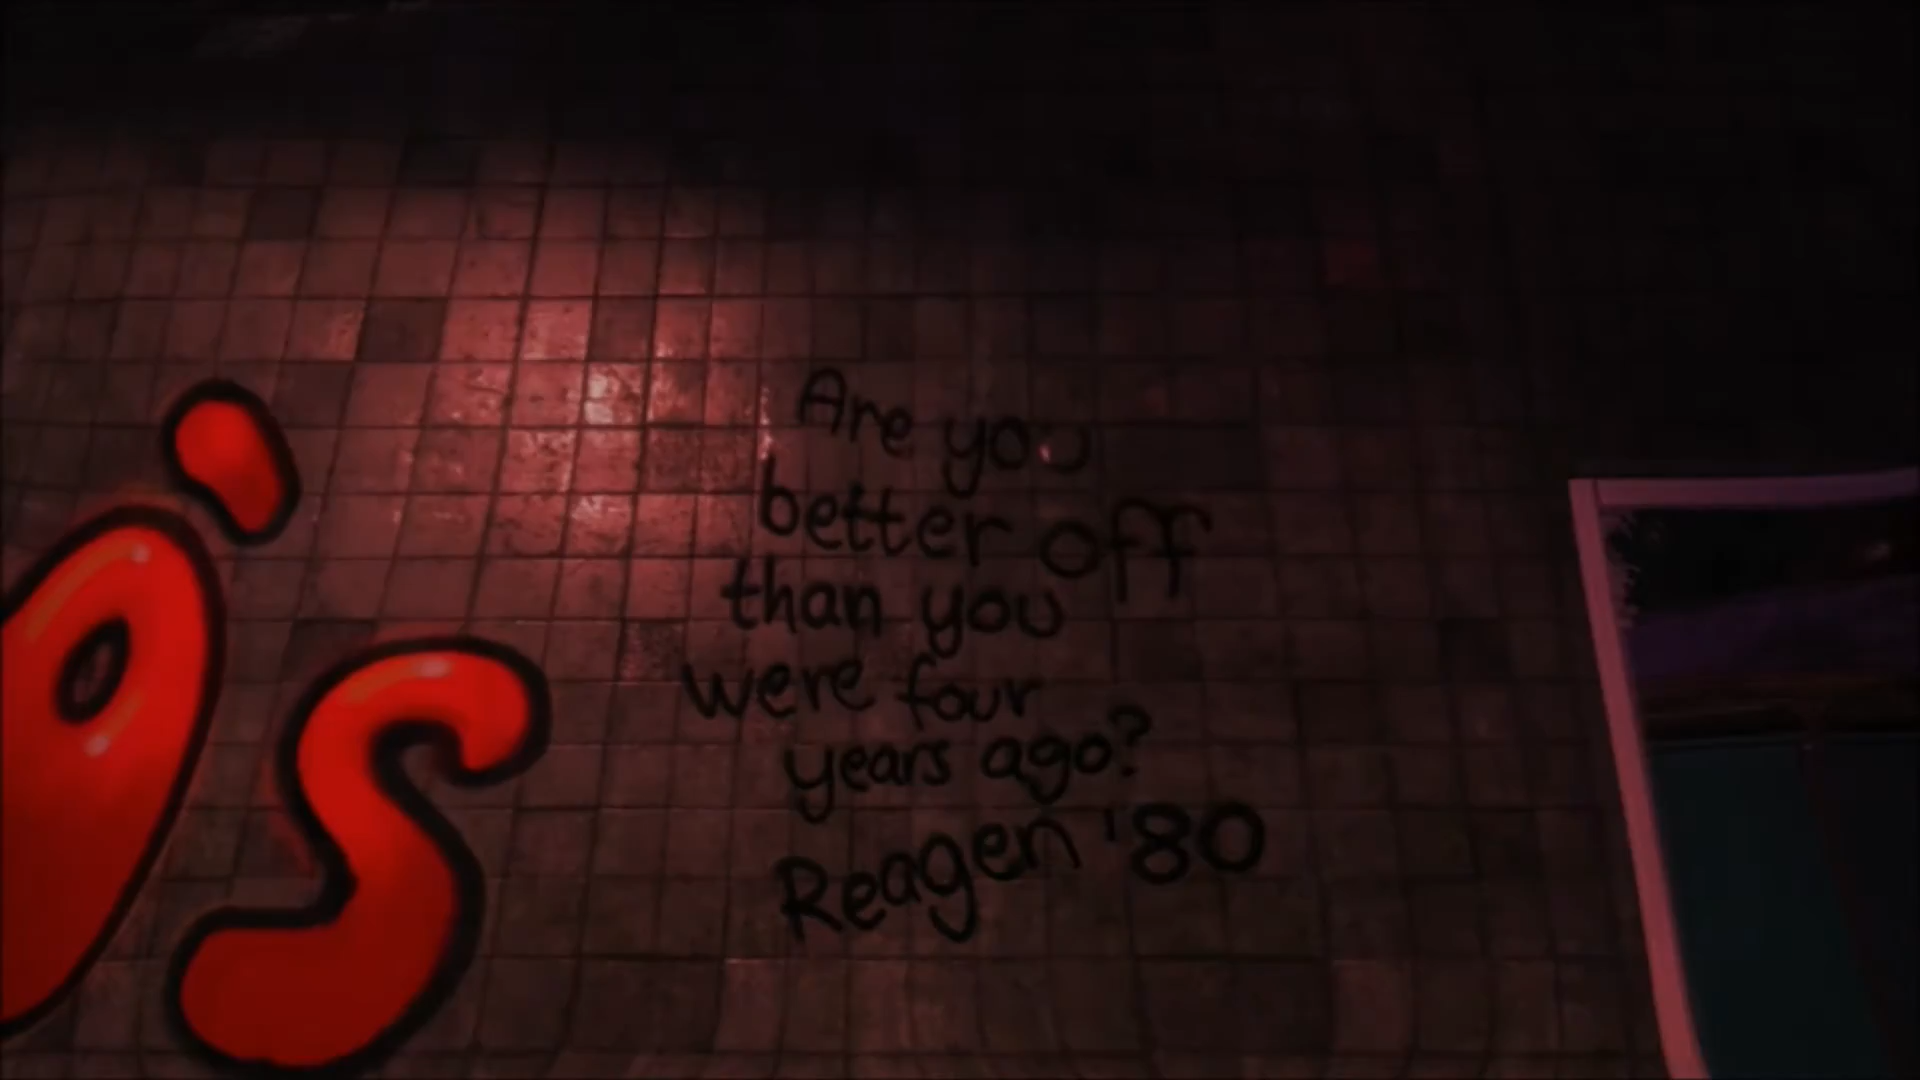 's
Are you
better off
than you
were four
years ago?
Reagen '80